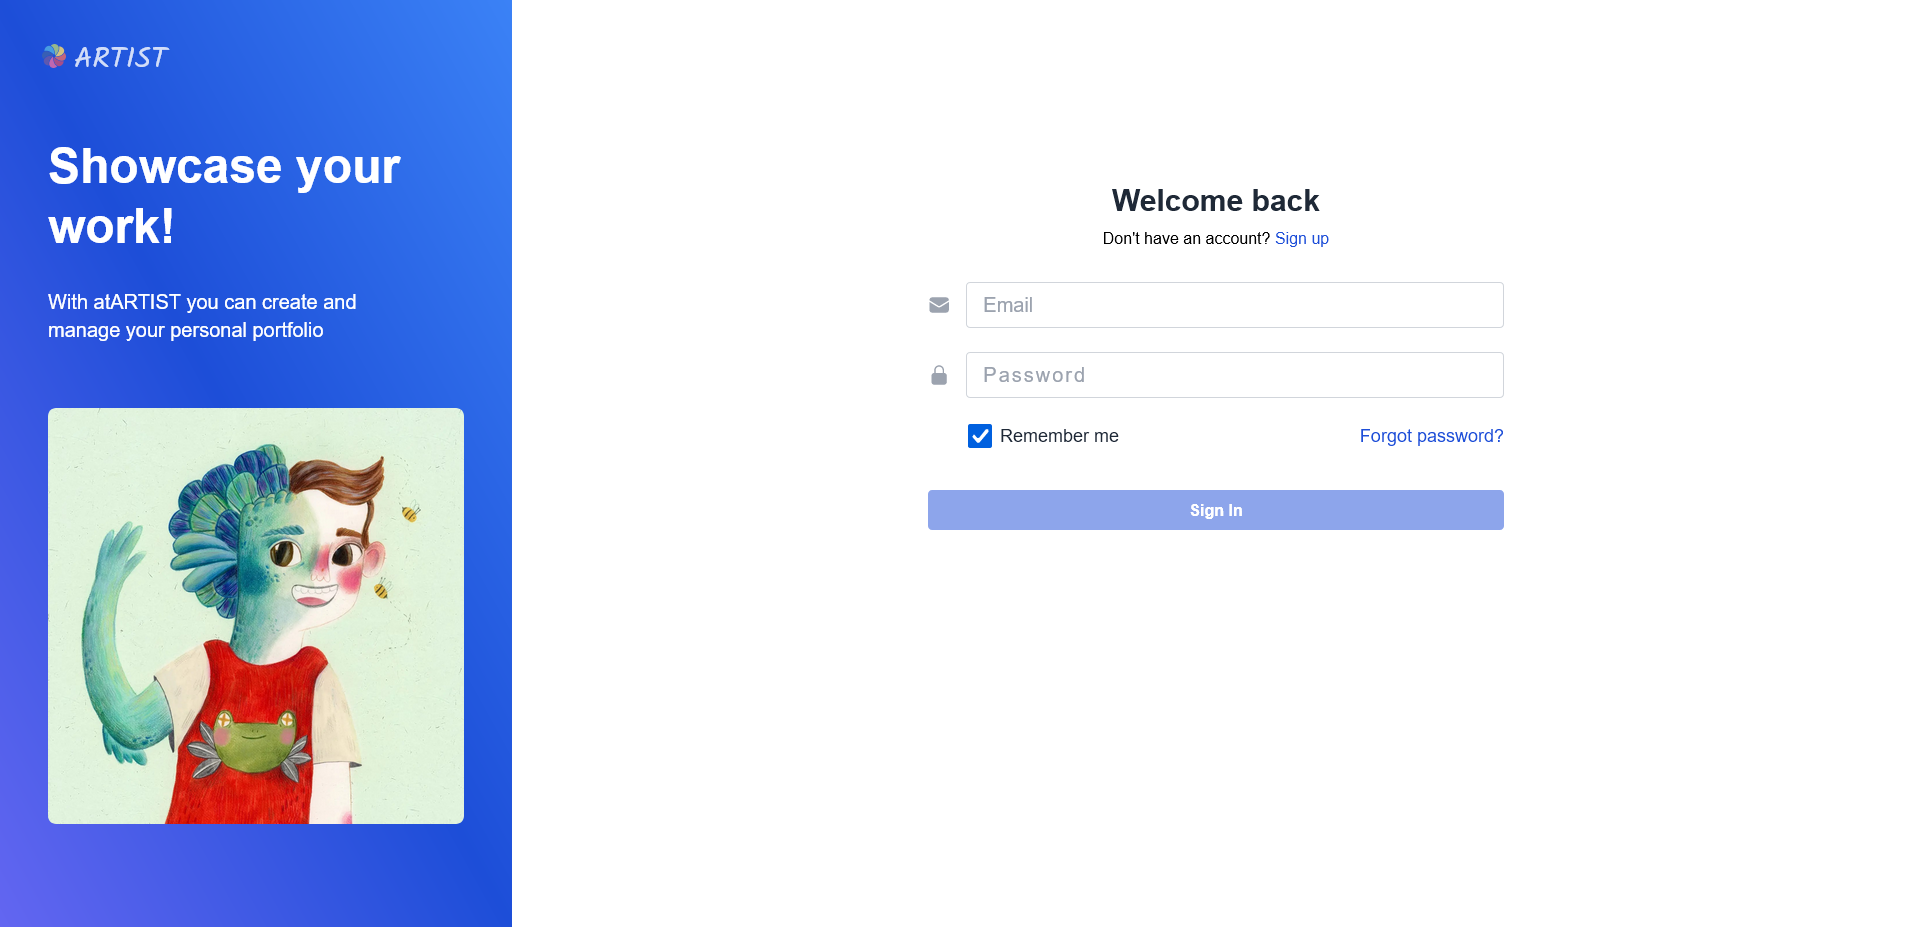 ARTIST
Showcase your
work!
With atARTIST you can create and
manage your personal portfolio
Welcome back
Don't have an account? Sign up
Email
Password
Remember me
Forgot password?
Sign In